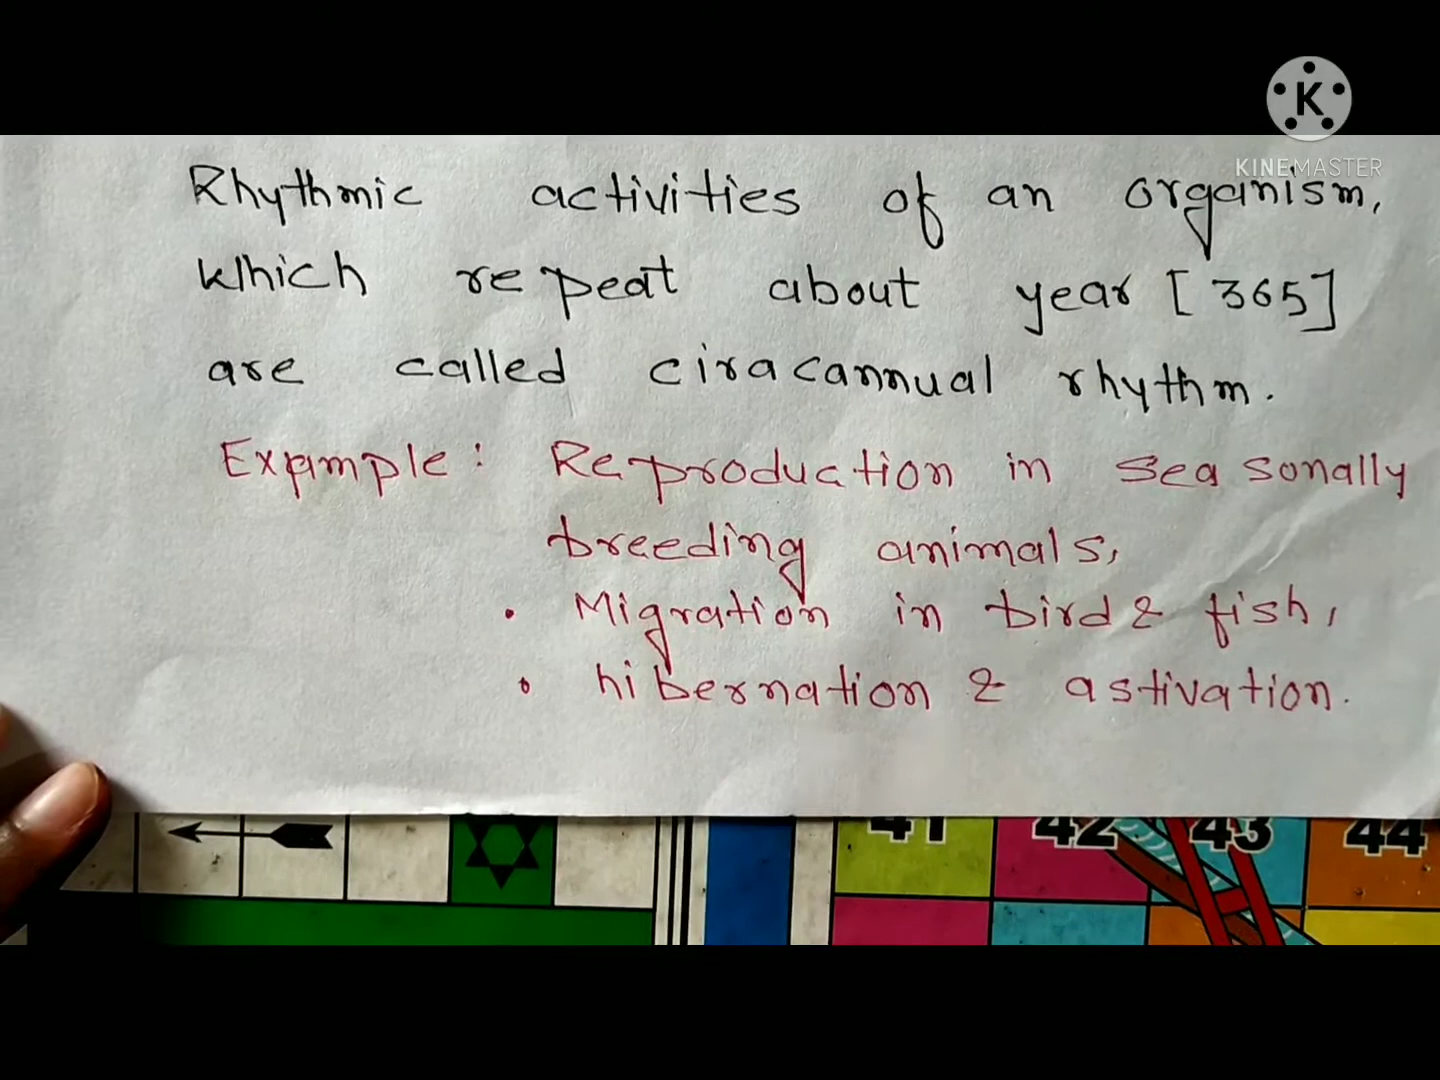 K
KINEMASTER
Rhythmic activities of an organism,
Which repeat about year [365]
are called ciracannual rhythm.
Example: Reproduction in seasonally
breeding animals,
• Migration in bird & fish,
• hibernation & astivation.
41 42 43 44